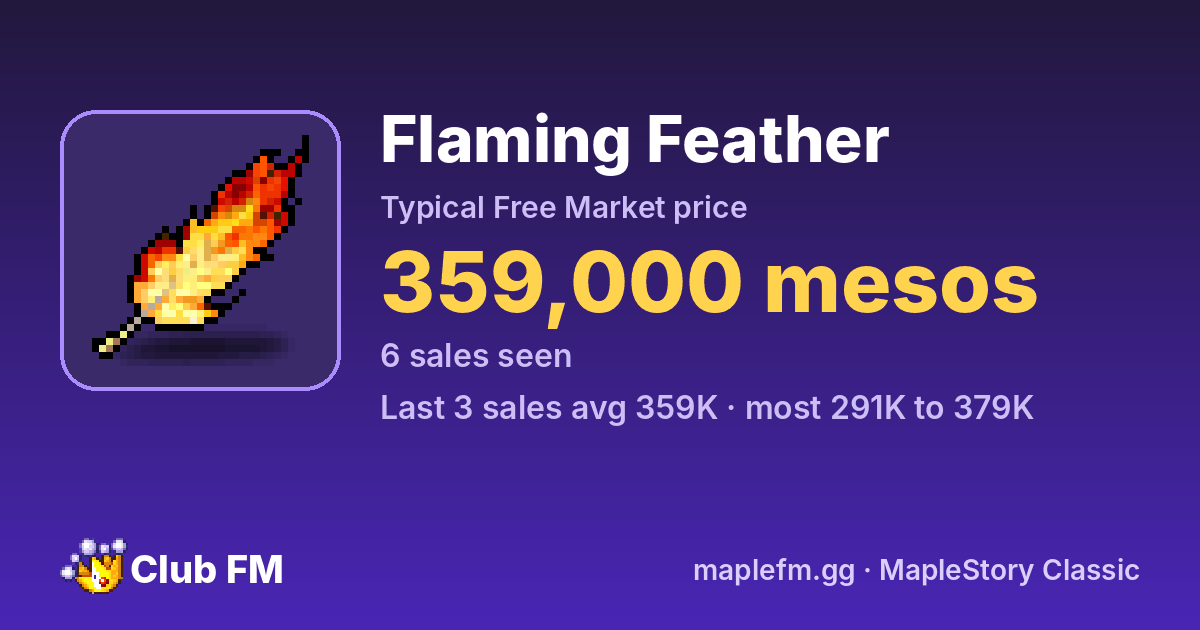 Flaming Feather
Typical Free Market price
359,000 mesos
6 sales seen
Last 3 sales avg 359K · most 291K to 379K
Club FM
maplefm.gg · MapleStory Classic